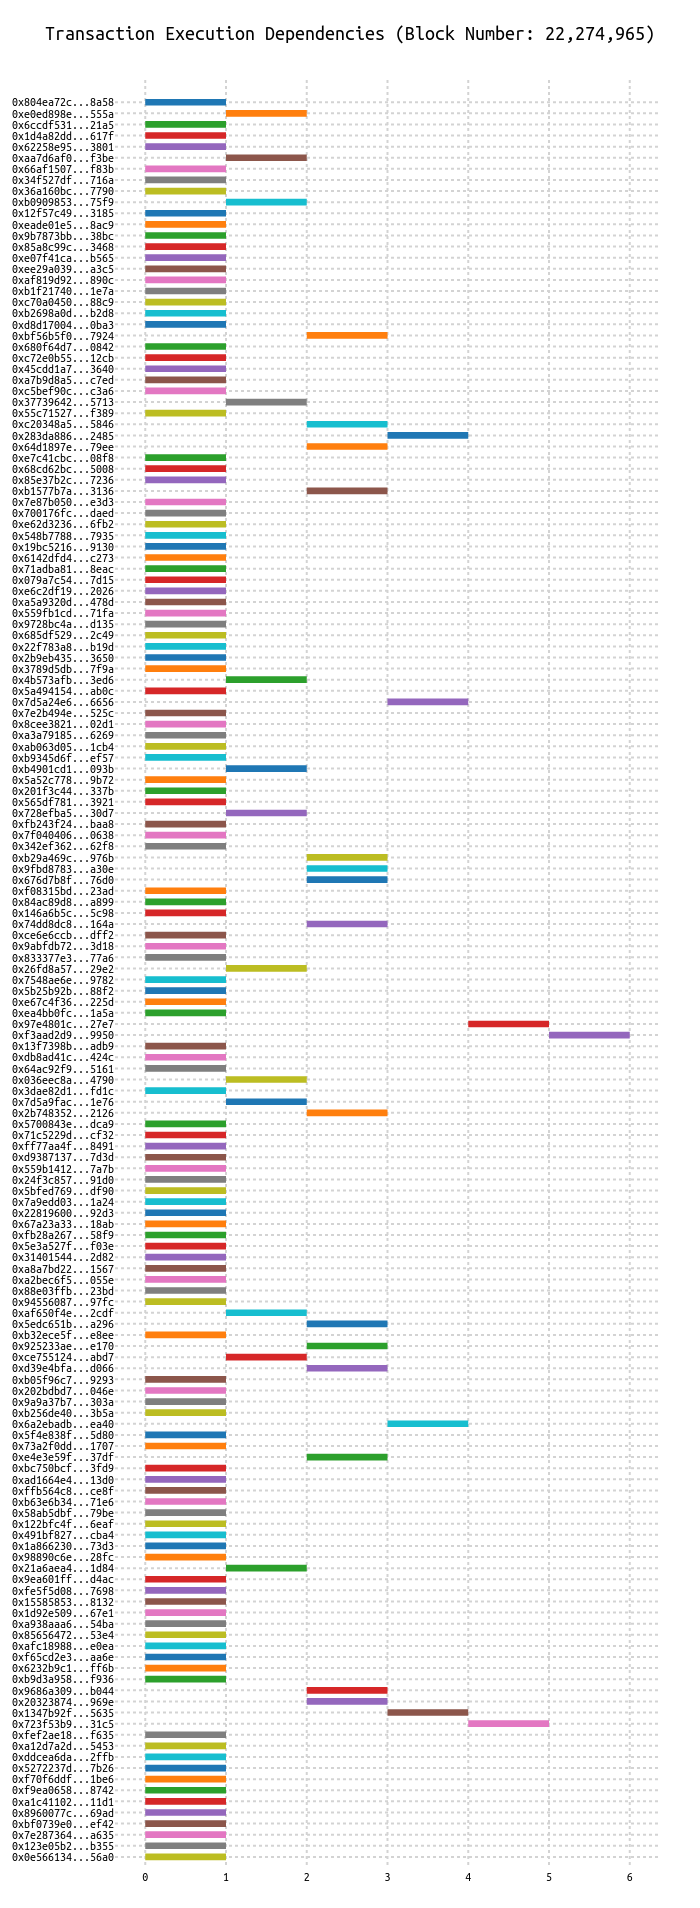 Transaction Execution Dependencies (Block Number: 22,274,965)
0x804ea72c...8a58
0xe0ed898e...555a
0x6ccdf531...21a5
0x1d4a82dd...617f
0x62258e95...3801
0xaa7d6af0...f3be
0x66af1507...f83b
0x34f527df...716a
0x36a160bc...7790
0xb0909853...75f9
0x12f57c49...3185
0xeade01e5...8ac9
0x9b7873bb...38bc
0x85a8c99c...3468
0xe07f41ca...b565
0xee29a039...a3c5
0xaf819d92...890c
0xb1f21740...1e7a
0xc70a0450...88c9
0xb2698a0d...b2d8
0xd8d17004...0ba3
0xbf56b5f0...7924
0x680f64d7...0842
0xc72e0b55...12cb
0x45cdd1a7...3640
0xa7b9d8a5...c7ed
0xc5bef90c...c3a6
0x37739642...5713
0x55c71527...f389
0xc20348a5...5846
0x283da886...2485
0x64d1897e...79ee
0xe7c41cbc...08f8
0x68cd62bc...5008
0x85e37b2c...7236
0xb1577b7a...3136
0x7e87b050...e3d3
0x700176fc...daed
0xe62d3236...6fb2
0x548b7788...7935
0x19bc5216...9130
0x6142dfd4...c273
0x71adba81...8eac
0x079a7c54...7d15
0xe6c2df19...2026
0xa5a9320d...478d
0x559fb1cd...71fa
0x9728bc4a...d135
0x685df529...2c49
0x22f783a8...b19d
0x2b9eb435...3650
0x3789d5db...7f9a
0x4b573afb...3ed6
0x5a494154...ab0c
0x7d5a24e6...6656
0x7e2b494e...525c
0x8cee3821...02d1
0xa3a79185...6269
0xab063d05...1cb4
0xb9345d6f...ef57
0xb4901cd1...093b
0x5a52c778...9b72
0x201f3c44...337b
0x565df781...3921
0x728efba5...30d7
0xfb243f24...baa8
0x7f040406...0638
0x342ef362...62f8
0xb29a469c...976b
0x9fbd8783...a30e
0x676d7b8f...76d0
0xf08315bd...23ad
0x84ac89d8...a899
0x146a6b5c...5c98
0x74dd8dc8...164a
0xce6e6ccb...dff2
0x9abfdb72...3d18
0x833377e3...77a6
0x26fd8a57...29e2
0x7548ae6e...9782
0x5b25b92b...88f2
0xe67c4f36...225d
0xea4bb0fc...1a5a
0x97e4801c...27e7
0xf3aad2d9...9950
0x13f7398b...adb9
0xdb8ad41c...424c
0x64ac92f9...5161
0x036eec8a...4790
0x3dae82d1...fd1c
0x7d5a9fac...1e76
0x2b748352...2126
0x5700843e...dca9
0x71c5229d...cf32
0xff77aa4f...8491
0xd9387137...7d3d
0x559b1412...7a7b
0x24f3c857...91d0
0x5bfed769...df90
0x7a9edd03...1a24
0x22819600...92d3
0x67a23a33...18ab
0xfb28a267...58f9
0x5e3a527f...f03e
0x31401544...2d82
0xa8a7bd22...1567
0xa2bec6f5...055e
0x88e03ffb...23bd
0x94556087...97fc
0xaf650f4e...2cdf
0x5edc651b...a296
0xb32ece5f...e8ee
0x925233ae...e170
0xce755124...abd7
0xd39e4bfa...d066
0xb05f96c7...9293
0x202bdbd7...046e
0x9a9a37b7...303a
0xb256de40...3b5a
0x6a2ebadb...ea40
0x5f4e838f...5d80
0x73a2f0dd...1707
0xe4e3e59f...37df
0xbc750bcf...3fd9
0xad1664e4...13d0
0xffb564c8...ce8f
0xb63e6b34...71e6
0x58ab5dbf...79be
0x122bfc4f...6eaf
0x491bf827...cba4
0x1a866230...73d3
0x98890c6e...28fc
0x21a6aea4...1d84
0x9ea601ff...d4ac
0xfe5f5d08...7698
0x15585853...8132
0x1d92e509...67e1
0xa938aaa6...54ba
0x85656472...53e4
0xafc18988...e0ea
0xf65cd2e3...aa6e
0x6232b9c1...ff6b
0xb9d3a958...f936
0x9686a309...b044
0x20323874...969e
0x1347b92f...5635
0x723f53b9...31c5
0xfef2ae18...f635
0xa12d7a2d...5453
0xddcea6da...2ffb
0x5272237d...7b26
0xf70f6ddf...1be6
0xf9ea0658...8742
0xa1c41102...11d1
0x8960077c...69ad
0xbf0739e0...ef42
0x7e287364...a635
0x123e05b2...b355
0x0e566134...56a0
0 1 2 3 4 5 6